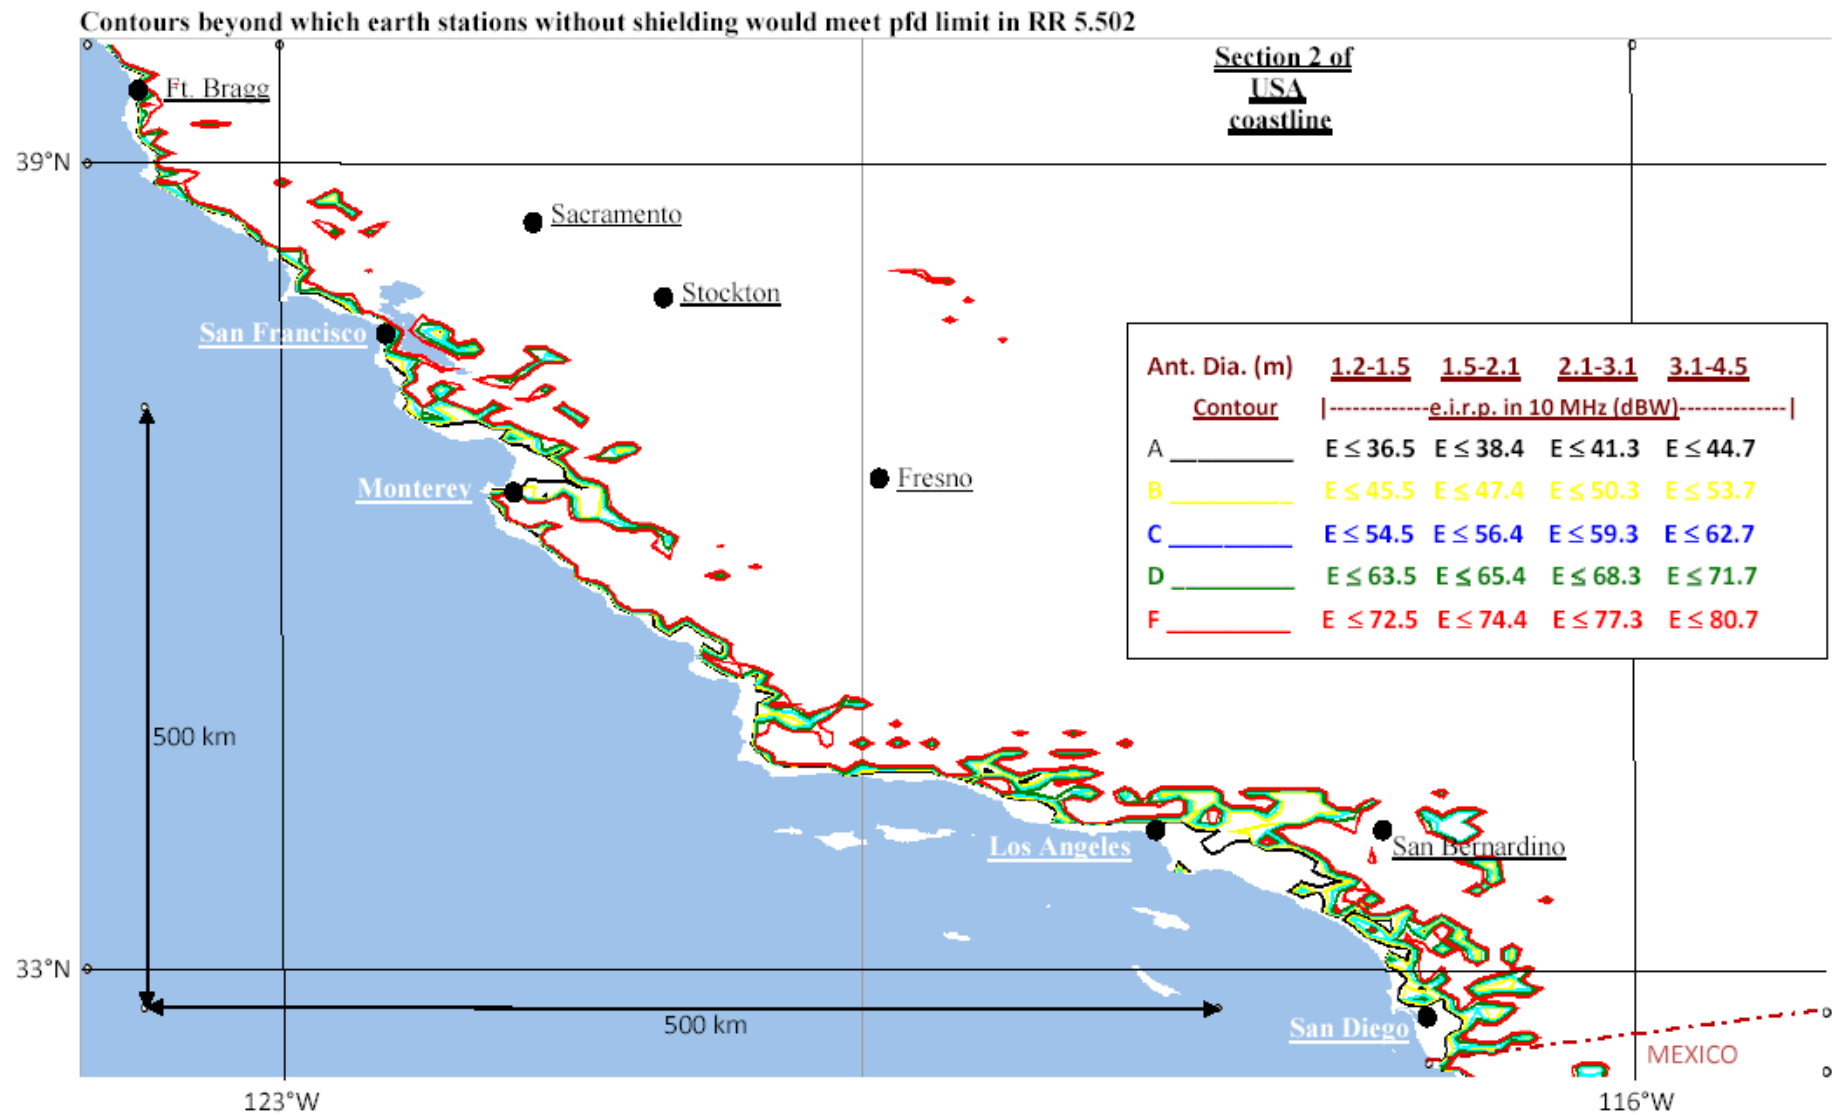 Contours beyond which earth stations without shielding would meet pfd limit in RR 5.502
Section 2 of
USA
coastline
Ft. Bragg
39°N
Sacramento
Stockton
San Francisco
Ant. Dia. (m) 1.2-1.5 1.5-2.1 2.1-3.1 3.1-4.5
Contour |-------------e.i.r.p. in 10 MHz (dBW)--------------|
A ___________ E ≤ 36.5 E ≤ 38.4 E ≤ 41.3 E ≤ 44.7
B ___________ E ≤ 45.5 E ≤ 47.4 E ≤ 50.3 E ≤ 53.7
C ___________ E ≤ 54.5 E ≤ 56.4 E ≤ 59.3 E ≤ 62.7
D ___________ E ≤ 63.5 E ≤ 65.4 E ≤ 68.3 E ≤ 71.7
F ___________ E ≤ 72.5 E ≤ 74.4 E ≤ 77.3 E ≤ 80.7
Fresno
Monterey
500 km
Los Angeles
San Bernardino
33°N
500 km
San Diego
MEXICO
123°W
116°W